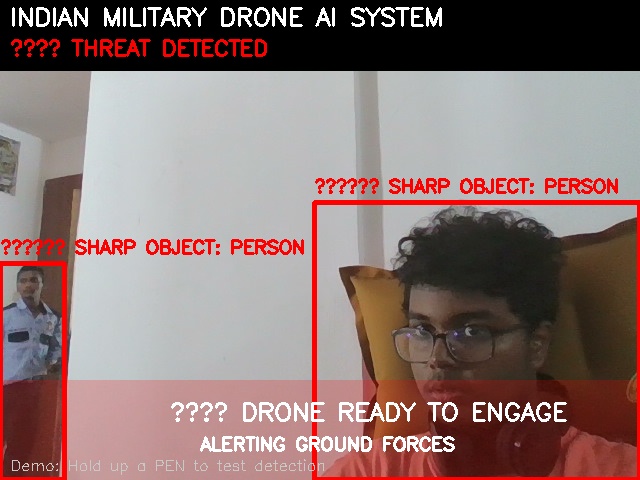 INDIAN MILITARY DRONE AI SYSTEM
???? THREAT DETECTED
?????? SHARP OBJECT: PERSON
?????? SHARP OBJECT: PERSON
???? DRONE READY TO ENGAGE
ALERTING GROUND FORCES
Demo: Hold up a PEN to test detection